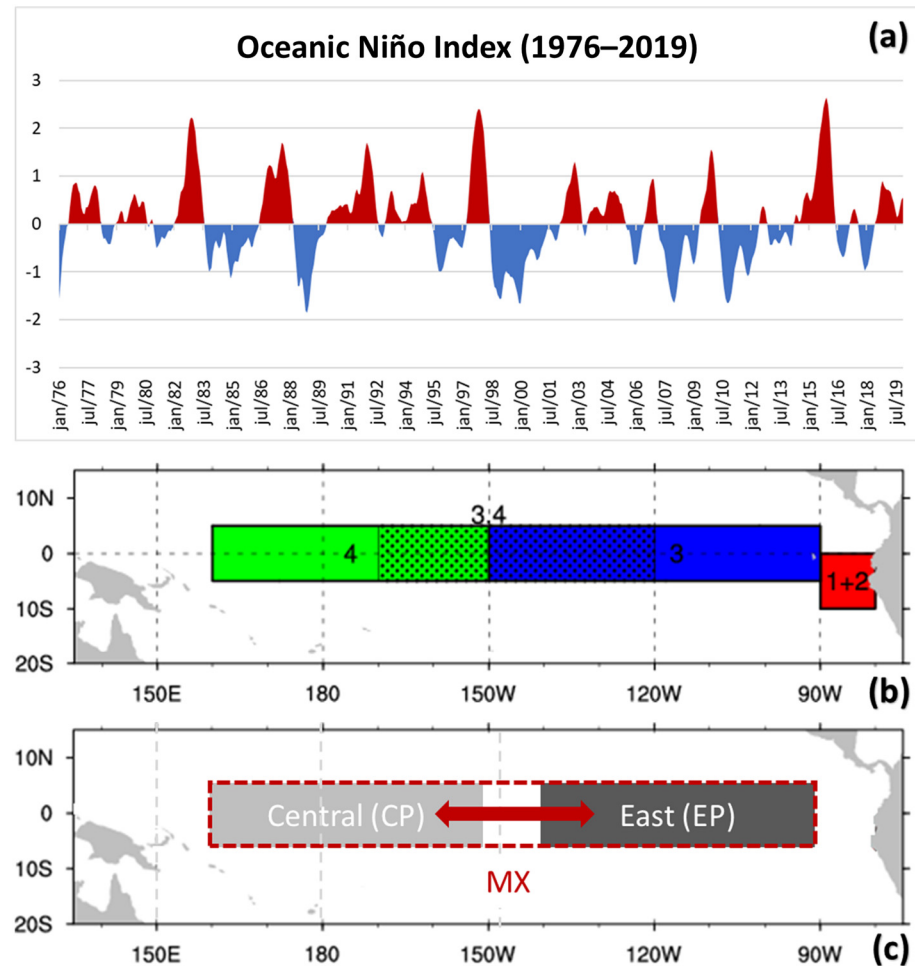 (a)
Oceanic Niño Index (1976–2019)
3
2
1
0
-1
-2
-3
jan/76
jul/77
jan/79
jul/80
jan/82
jul/83
jan/85
jul/86
jan/88
jul/89
jan/91
jul/92
jan/94
jul/95
jan/97
jul/98
jan/00
jul/01
jan/03
jul/04
jan/06
jul/07
jan/09
jul/10
jan/12
jul/13
jan/15
jul/16
jan/18
jul/19
10N
0
10S
20S
3.4
4
3
1+2
150E
180
150W
120W
90W
(b)
10N
0
10S
20S
Central (CP)
East (EP)
MX
150E
180
150W
120W
90W
(c)